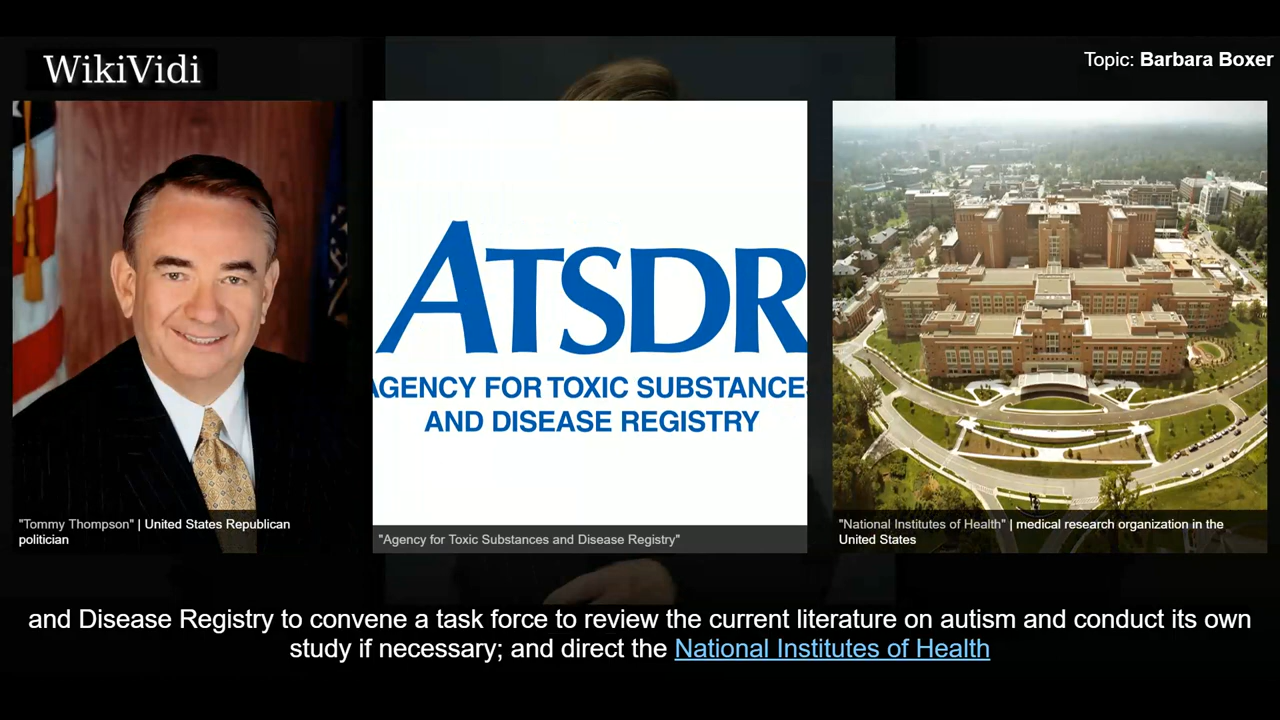 WikiVidi
Topic: Barbara Boxer
ATSDR
AGENCY FOR TOXIC SUBSTANCES
AND DISEASE REGISTRY
"Tommy Thompson" | United States Republican
politician
"Agency for Toxic Substances and Disease Registry"
"National Institutes of Health" | medical research organization in the
United States
and Disease Registry to convene a task force to review the current literature on autism and conduct its own
study if necessary; and direct the National Institutes of Health